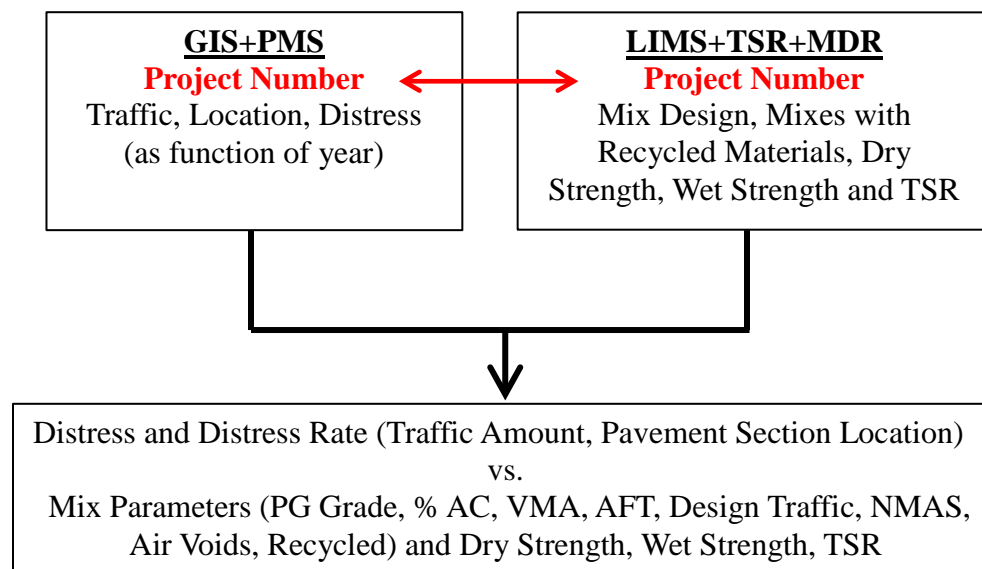 GIS+PMS
Project Number
Traffic, Location, Distress
(as function of year)
LIMS+TSR+MDR
Project Number
Mix Design, Mixes with
Recycled Materials, Dry
Strength, Wet Strength and TSR
Distress and Distress Rate (Traffic Amount, Pavement Section Location)
vs.
Mix Parameters (PG Grade, % AC, VMA, AFT, Design Traffic, NMAS,
Air Voids, Recycled) and Dry Strength, Wet Strength, TSR